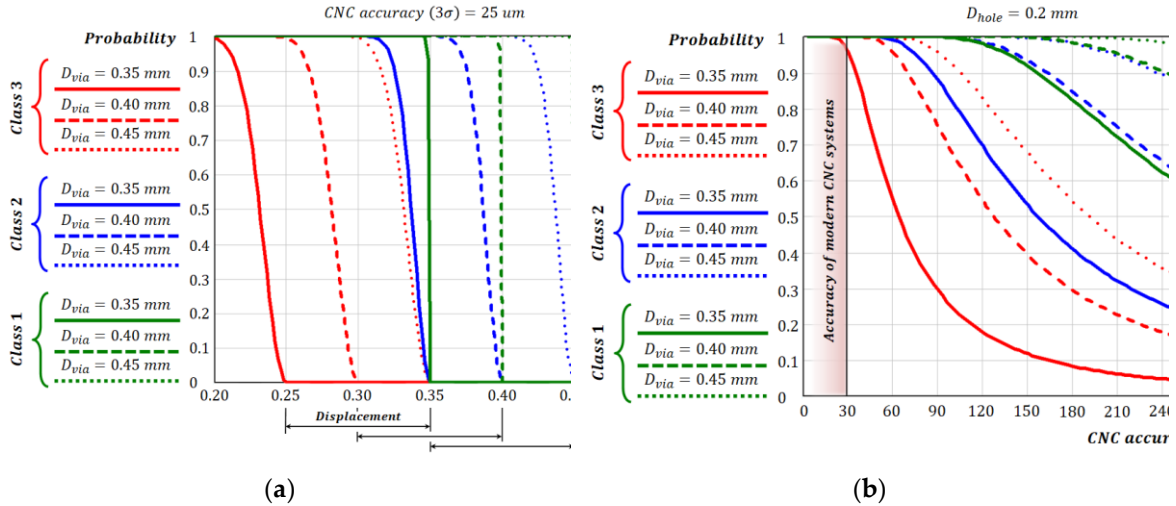 CNC accuracy (3σ) = 25 um
Probability
Class 3
D_via = 0.35 mm
D_via = 0.40 mm
D_via = 0.45 mm
Class 2
D_via = 0.35 mm
D_via = 0.40 mm
D_via = 0.45 mm
Class 1
D_via = 0.35 mm
D_via = 0.40 mm
D_via = 0.45 mm
1
0.9
0.8
0.7
0.6
0.5
0.4
0.3
0.2
0.1
0
0.20 0.25 0.30 0.35 0.40 0.
Displacement
(a)
D_hole = 0.2 mm
Probability
Class 3
D_via = 0.35 mm
D_via = 0.40 mm
D_via = 0.45 mm
Class 2
D_via = 0.35 mm
D_via = 0.40 mm
D_via = 0.45 mm
Class 1
D_via = 0.35 mm
D_via = 0.40 mm
D_via = 0.45 mm
1
0.9
0.8
0.7
0.6
0.5
0.4
0.3
0.2
0.1
0
Accuracy of modern CNC systems
0 30 60 90 120 150 180 210 240
CNC accur
(b)